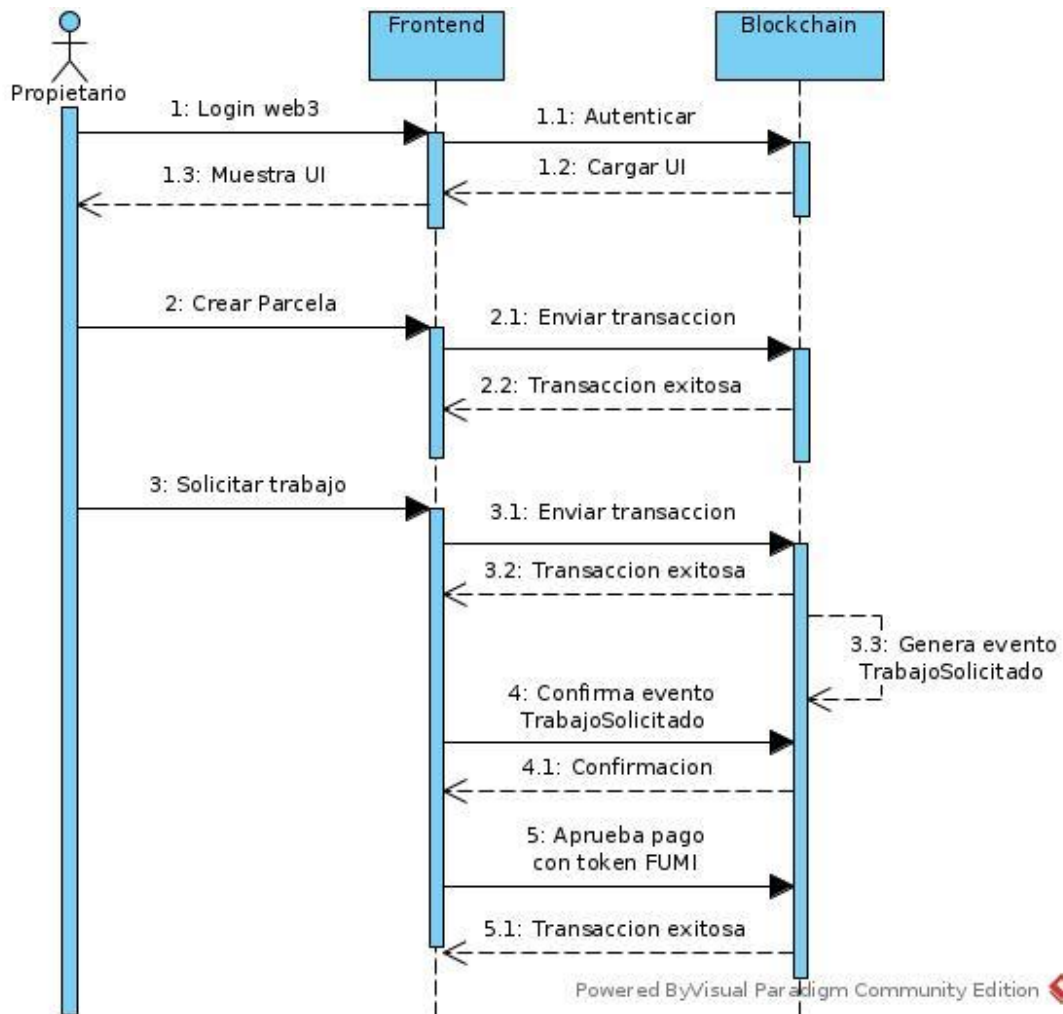 Frontend
Blockchain
Propietario
1: Login web3
1.1: Autenticar
1.2: Cargar UI
1.3: Muestra UI
2: Crear Parcela
2.1: Enviar transaccion
2.2: Transaccion exitosa
3: Solicitar trabajo
3.1: Enviar transaccion
3.2: Transaccion exitosa
3.3: Genera evento
TrabajoSolicitado
4: Confirma evento
TrabajoSolicitado
4.1: Confirmacion
5: Aprueba pago
con token FUMI
5.1: Transaccion exitosa
Powered ByVisual Paradigm Community Edition